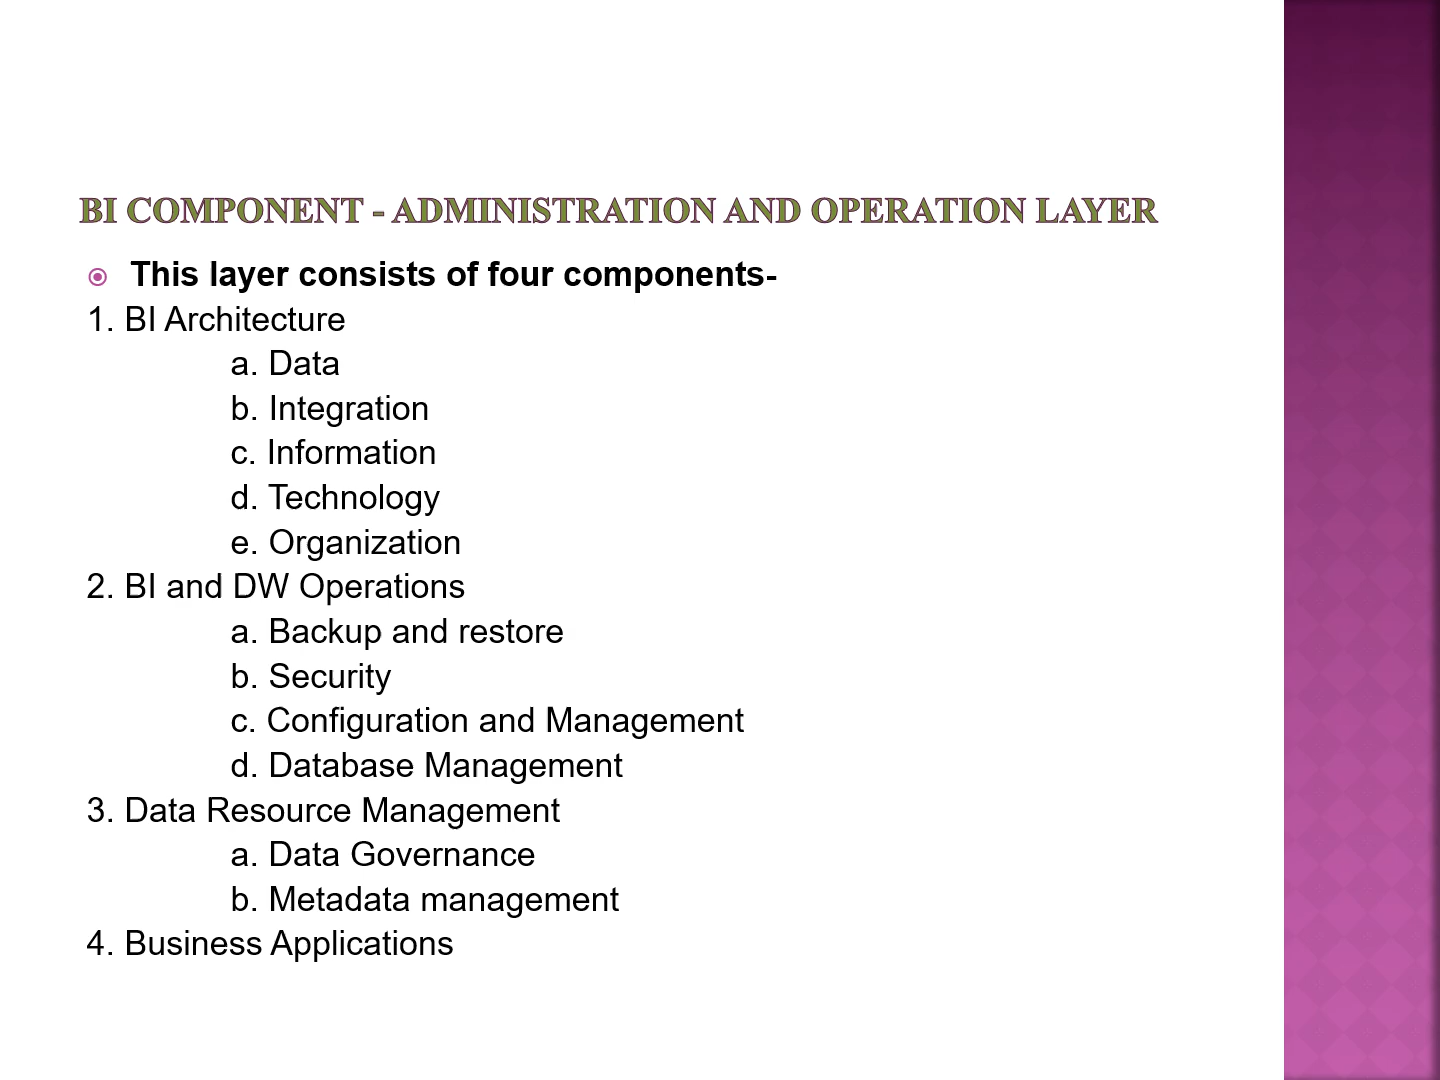 BI COMPONENT - ADMINISTRATION AND OPERATION LAYER
This layer consists of four components-
1. BI Architecture
a. Data
b. Integration
c. Information
d. Technology
e. Organization
2. BI and DW Operations
a. Backup and restore
b. Security
c. Configuration and Management
d. Database Management
3. Data Resource Management
a. Data Governance
b. Metadata management
4. Business Applications